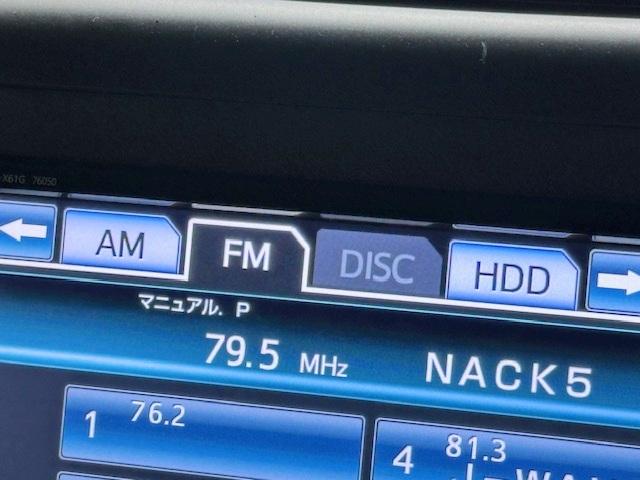 X61G 76050
AM FM DISC HDD
マニュアル. P
79.5 MHz NACK5
1 76.2
4 81.3
J-WAV